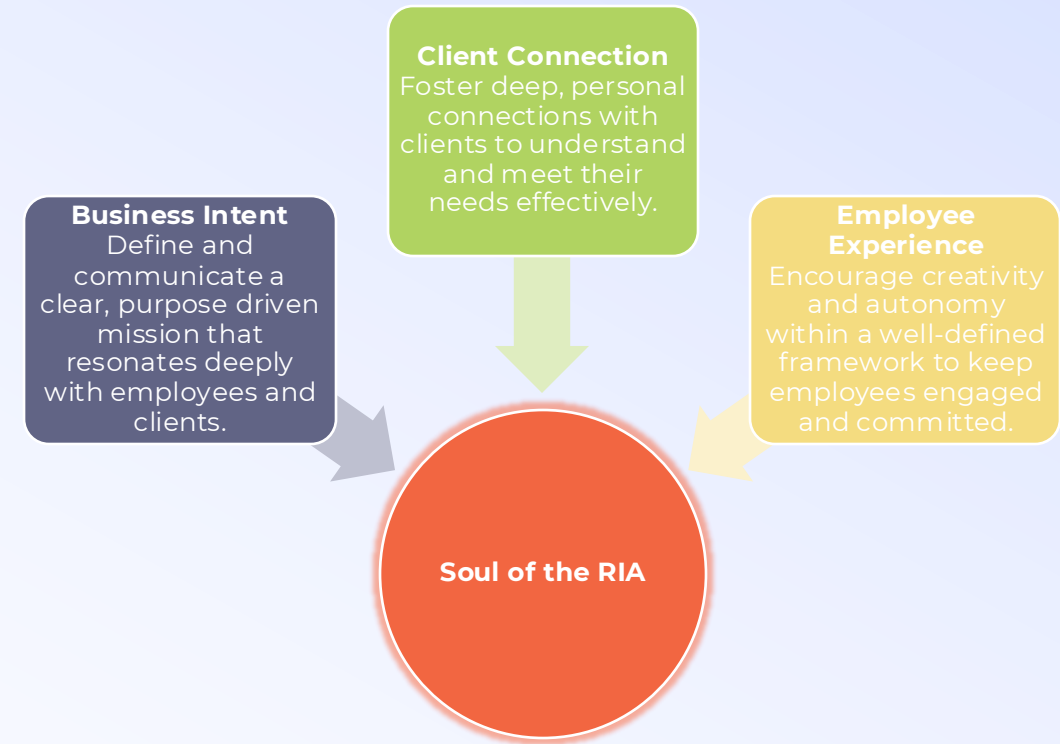 Client Connection
Foster deep, personal
connections with
clients to understand
and meet their
needs effectively.
Business Intent
Define and
communicate a
clear, purpose driven
mission that
resonates deeply
with employees and
clients.
Employee
Experience
Encourage creativity
and autonomy
within a well-defined
framework to keep
employees engaged
and committed.
Soul of the RIA